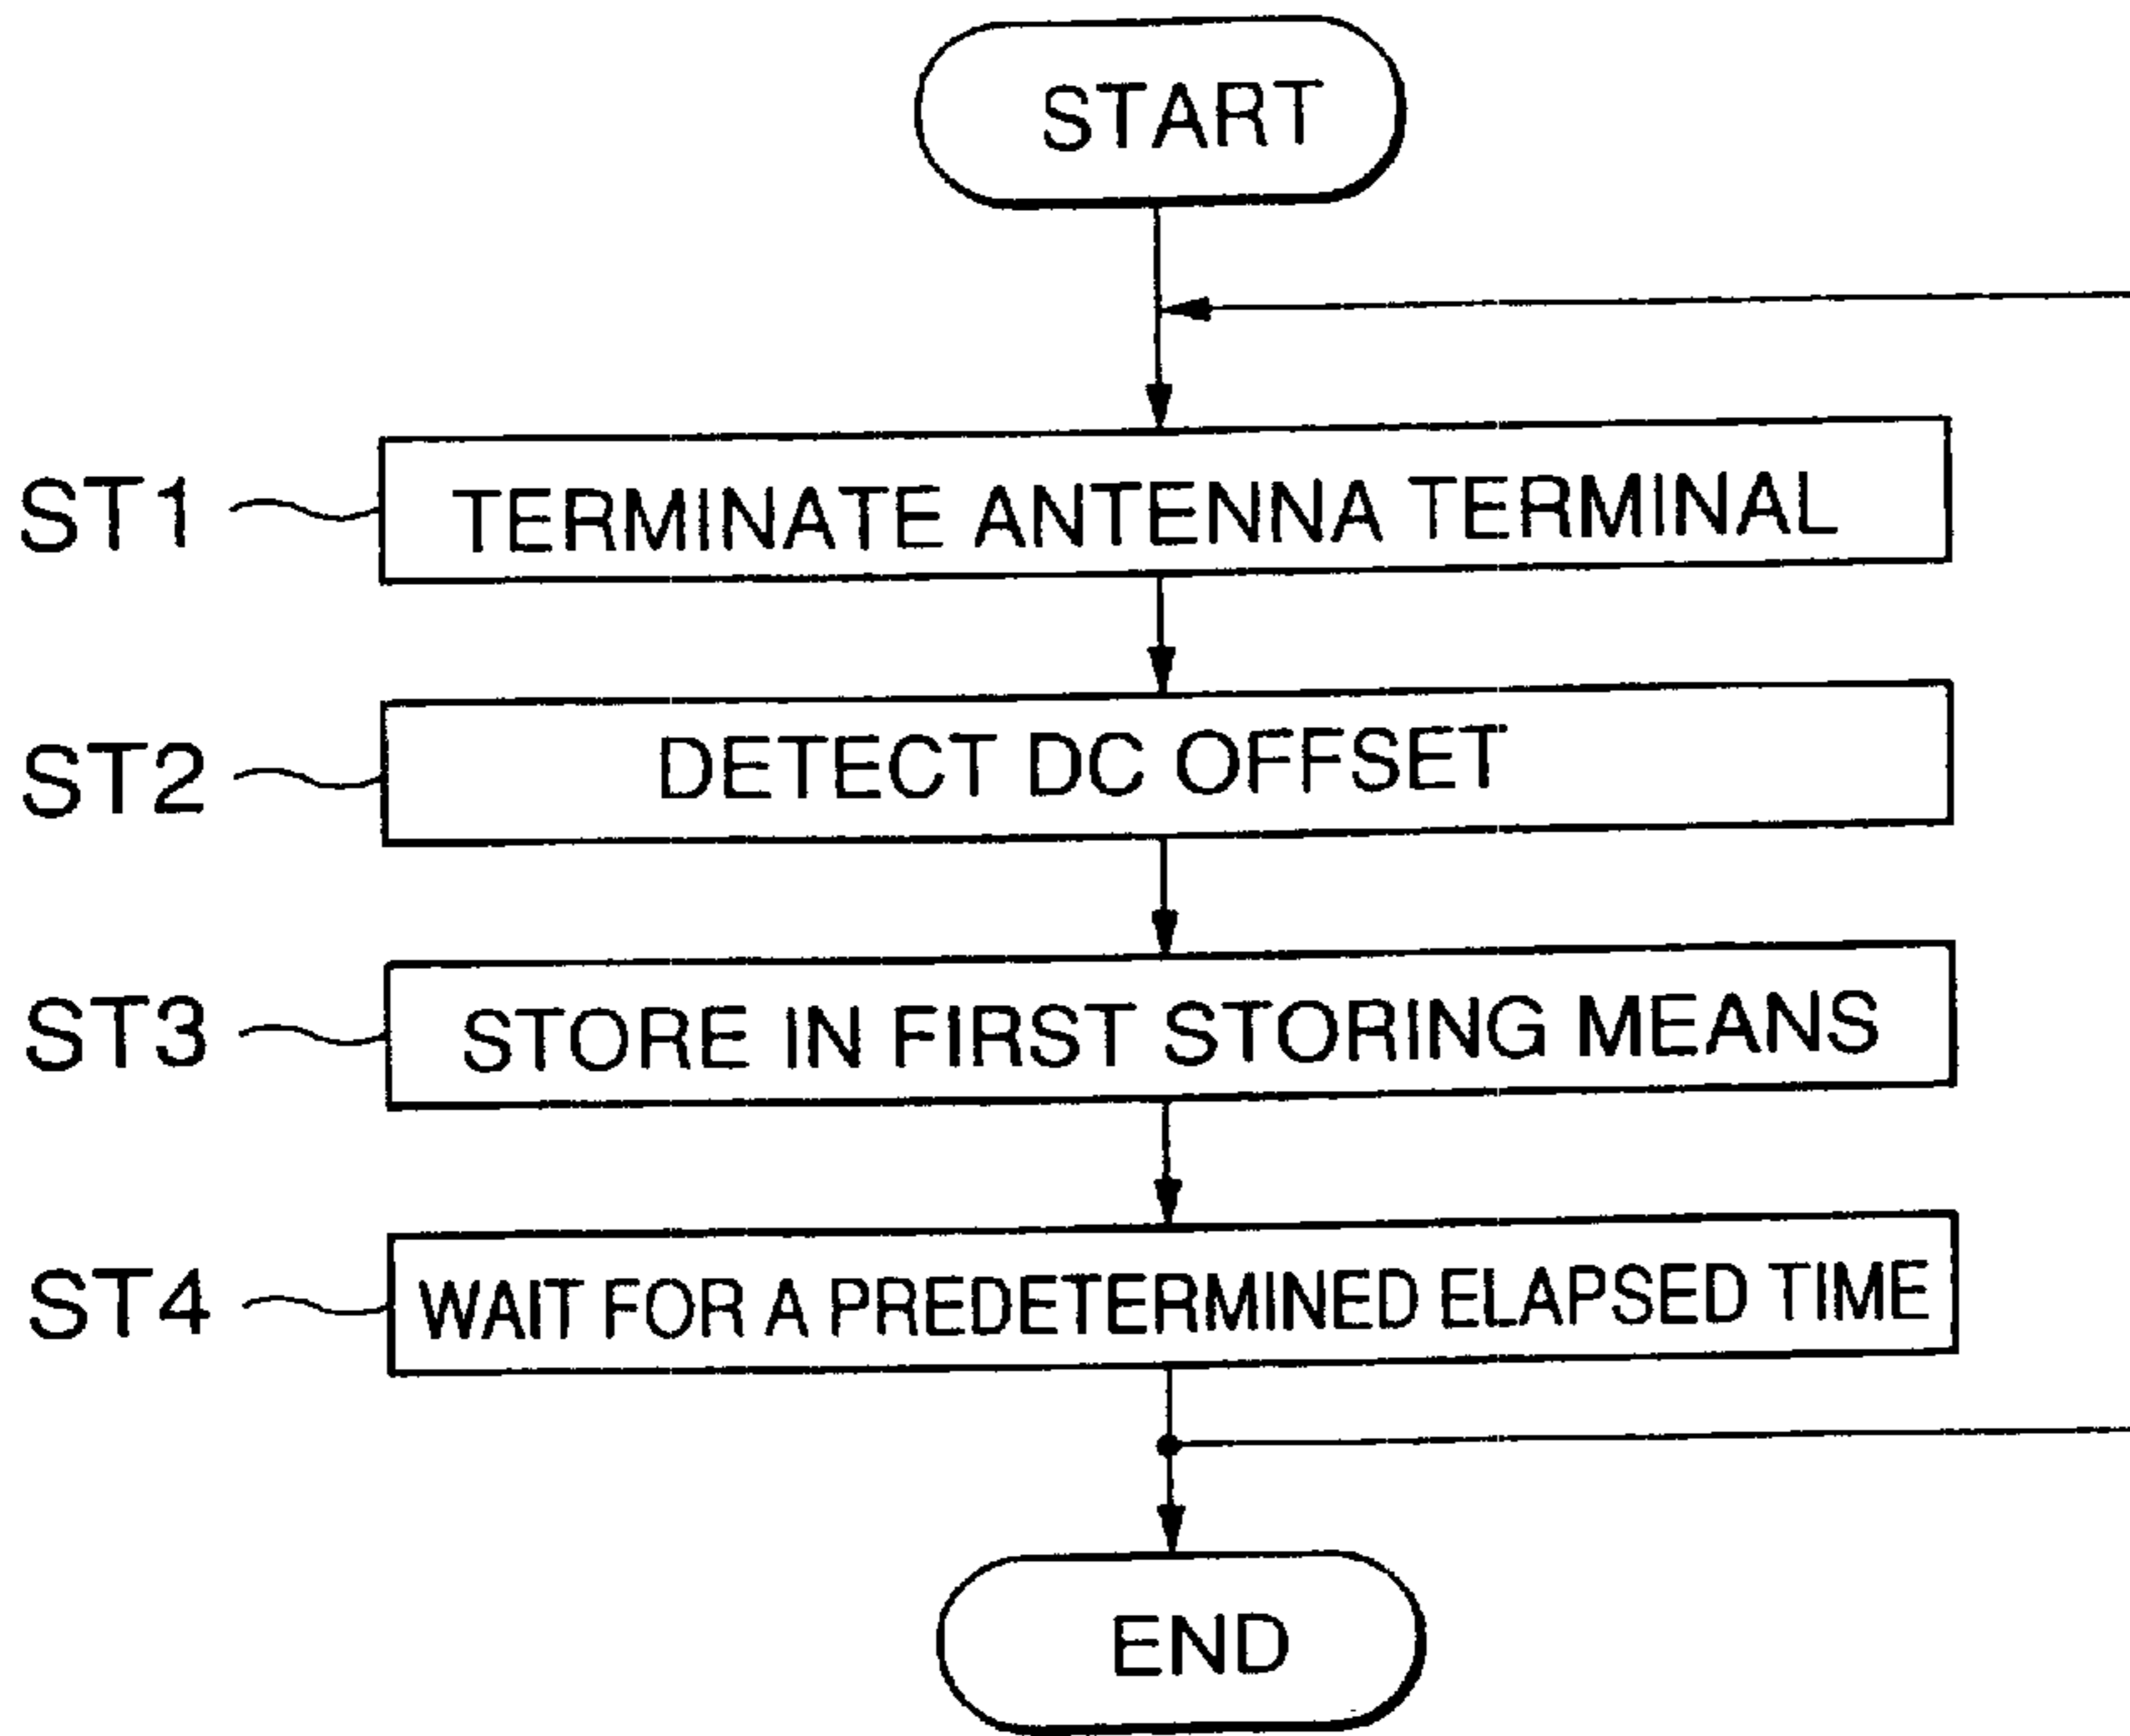 START
ST1 TERMINATE ANTENNA TERMINAL
ST2 DETECT DC OFFSET
ST3 STORE IN FIRST STORING MEANS
ST4 WAIT FOR A PREDETERMINED ELAPSED TIME
END